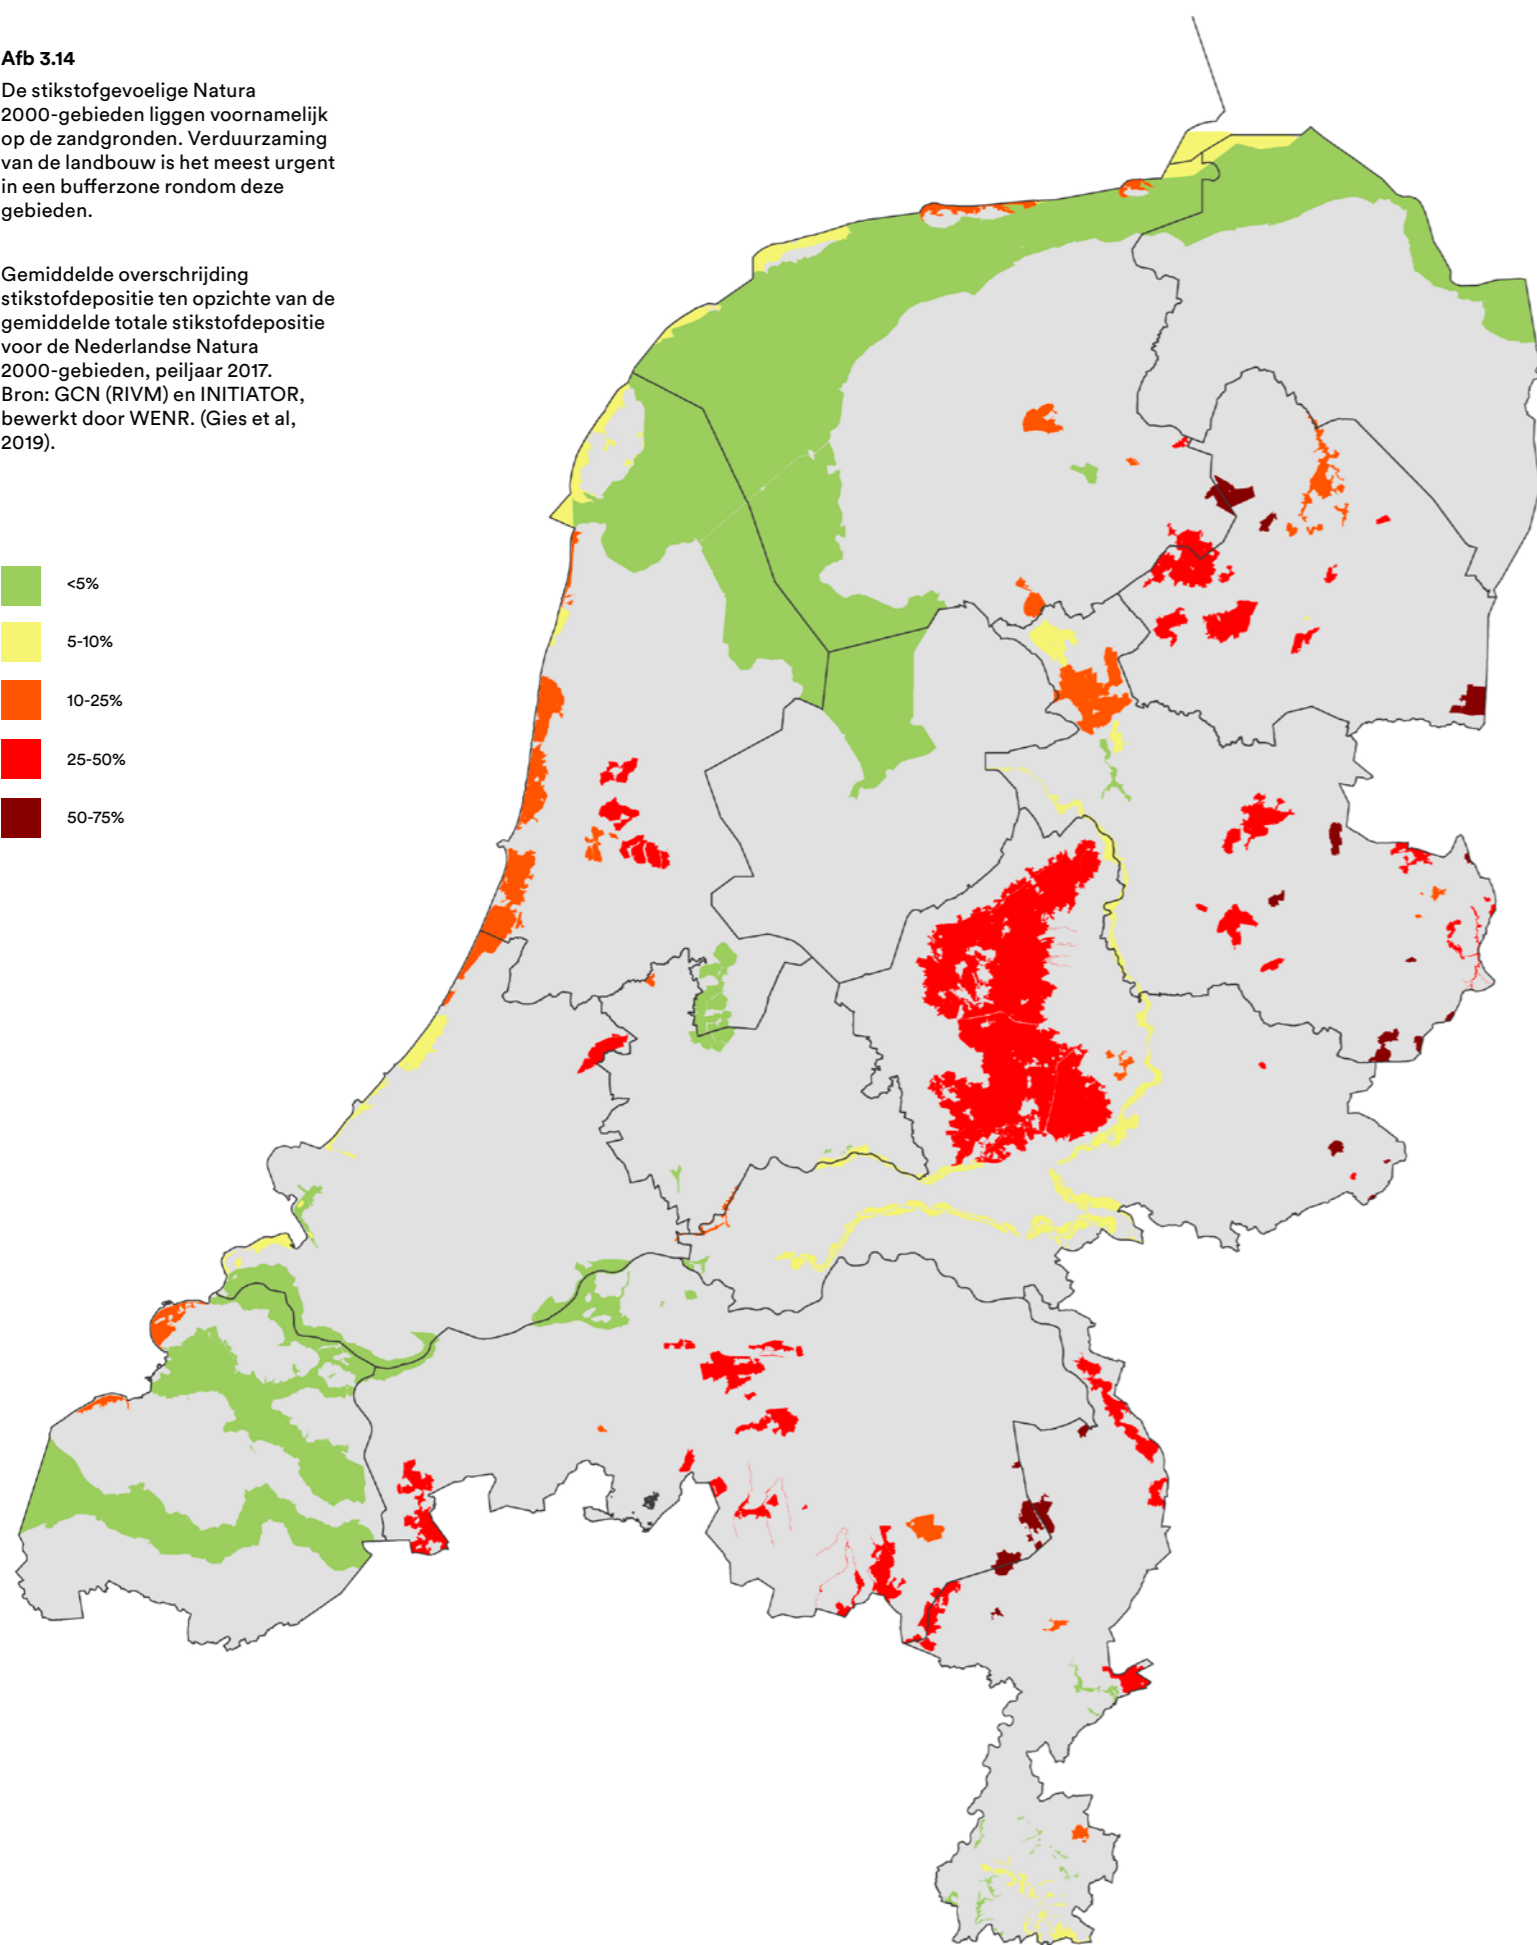 Afb 3.14
De stikstofgevoelige Natura
2000-gebieden liggen voornamelijk
op de zandgronden. Verduurzaming
van de landbouw is het meest urgent
in een bufferzone rondom deze
gebieden.
Gemiddelde overschrijding
stikstofdepositie ten opzichte van de
gemiddelde totale stikstofdepositie
voor de Nederlandse Natura
2000-gebieden, peiljaar 2017.
Bron: GCN (RIVM) en INITIATOR,
bewerkt door WENR. (Gies et al,
2019).
<5%
5-10%
10-25%
25-50%
50-75%